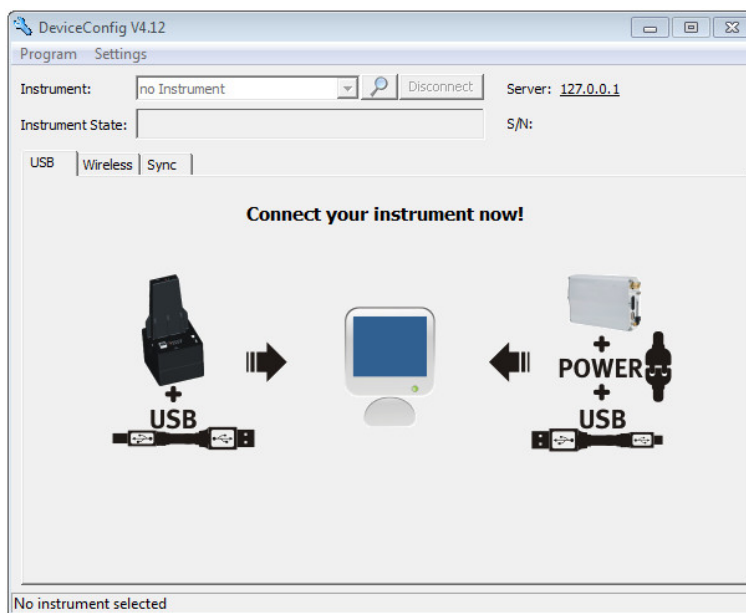 DeviceConfig V4.12
Program Settings
Instrument: no Instrument Disconnect Server: 127.0.0.1
Instrument State: S/N:
USB Wireless Sync
Connect your instrument now!
+
POWER
+ +
USB USB
No instrument selected